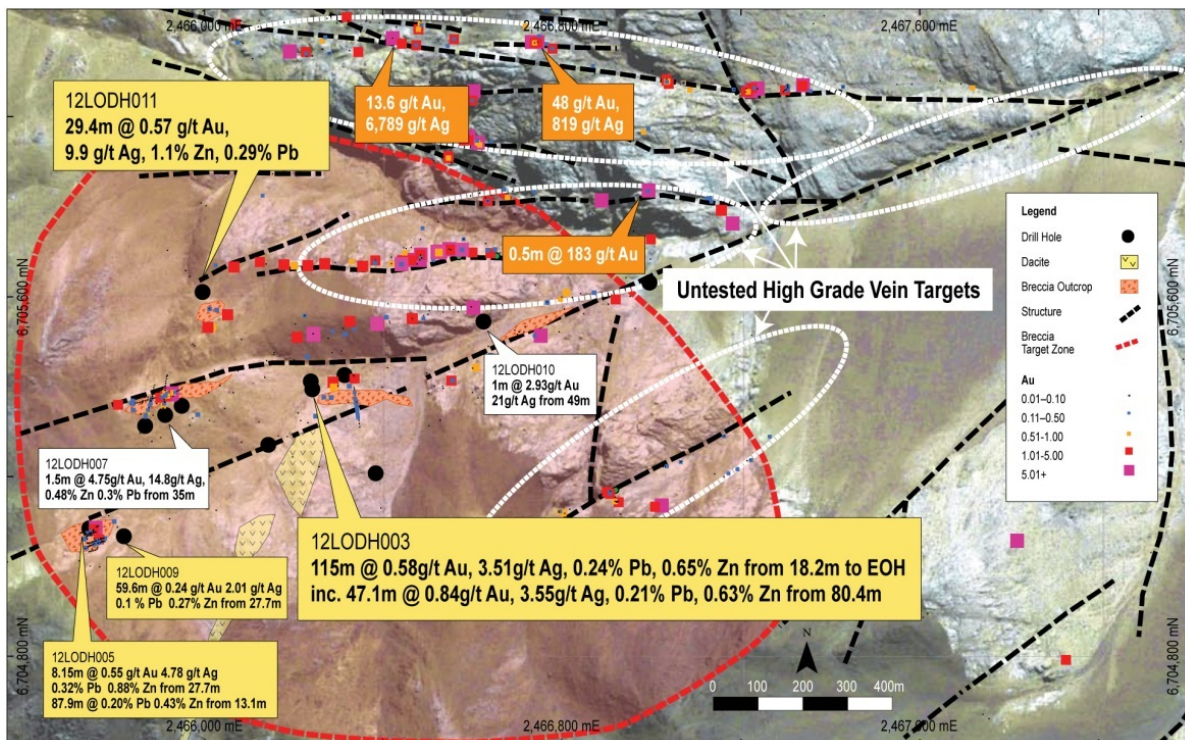 2,466,000 mE
2,466,800 mE
2,467,600 mE
12LODH011
29.4m @ 0.57 g/t Au,
9.9 g/t Ag, 1.1% Zn, 0.29% Pb
13.6 g/t Au,
6,789 g/t Ag
48 g/t Au,
819 g/t Ag
0.5m @ 183 g/t Au
Untested High Grade Vein Targets
6,705,600 mN
6,705,600 mN
Legend
Drill Hole
Dacite
Breccia Outcrop
Structure
Breccia
Target Zone
Au
0.01–0.10
0.11–0.50
0.51-1.00
1.01-5.00
5.01+
12LODH010
1m @ 2.93g/t Au
21g/t Ag from 49m
12LODH007
1.5m @ 4.75g/t Au, 14.8g/t Ag,
0.48% Zn 0.3% Pb from 35m
12LODH003
115m @ 0.58g/t Au, 3.51g/t Ag, 0.24% Pb, 0.65% Zn from 18.2m to EOH
inc. 47.1m @ 0.84g/t Au, 3.55g/t Ag, 0.21% Pb, 0.63% Zn from 80.4m
12LODH009
59.6m @ 0.24 g/t Au 2.01 g/t Ag
0.1 % Pb 0.27% Zn from 27.7m
12LODH005
8.15m @ 0.55 g/t Au 4.78 g/t Ag
0.32% Pb 0.88% Zn from 27.7m
87.9m @ 0.20% Pb 0.43% Zn from 13.1m
6,704,800 mN
6,704,800 mN
N
0 100 200 300 400m
2,466,000 mE
2,466,800 mE
2,467,600 mE